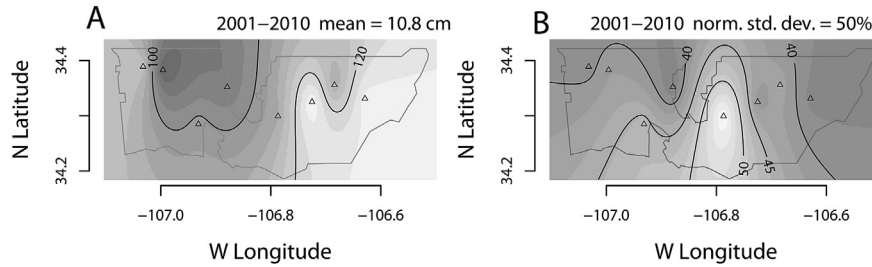 A
2001−2010 mean = 10.8 cm
N Latitude
34.4
34.2
100
120
−107.0
−106.8
−106.6
W Longitude
B
2001−2010 norm. std. dev. = 50%
N Latitude
34.4
34.2
40
40
50
45
−107.0
−106.8
−106.6
W Longitude